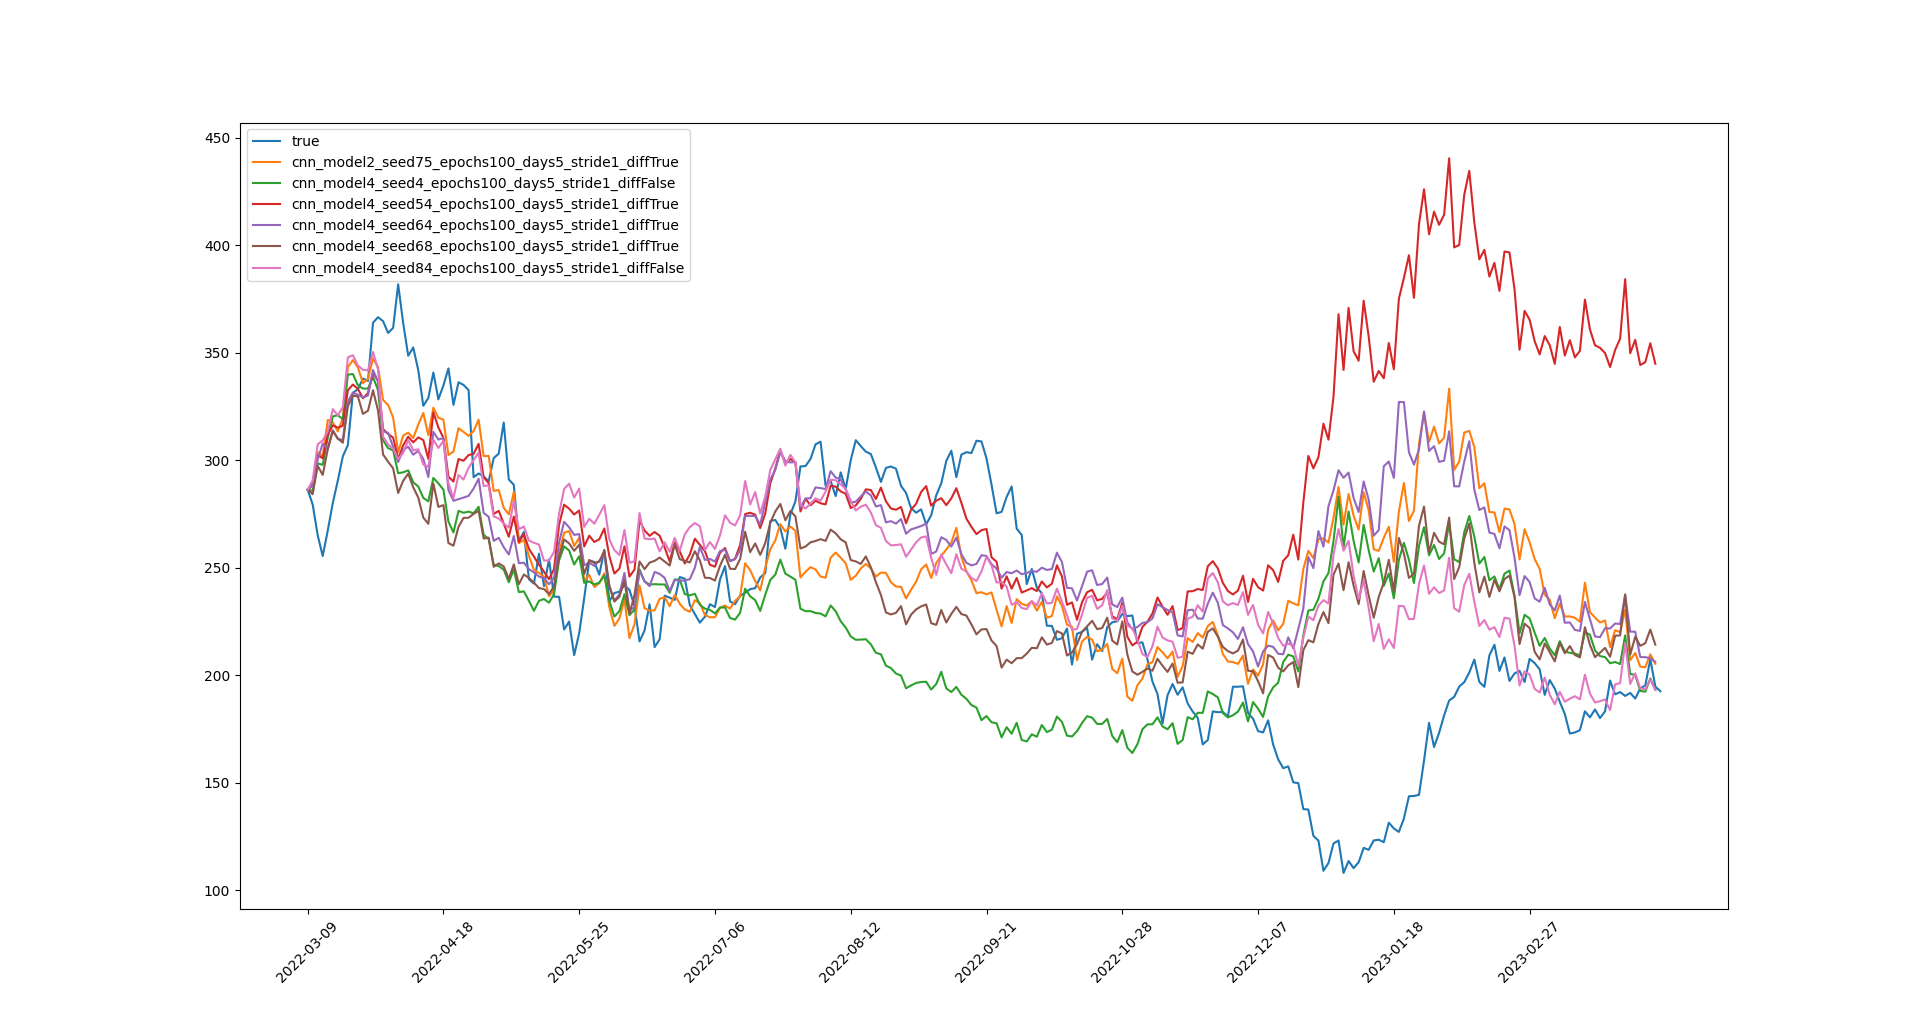 true
cnn_model2_seed75_epochs100_days5_stride1_diffTrue
cnn_model4_seed4_epochs100_days5_stride1_diffFalse
cnn_model4_seed54_epochs100_days5_stride1_diffTrue
cnn_model4_seed64_epochs100_days5_stride1_diffTrue
cnn_model4_seed68_epochs100_days5_stride1_diffTrue
cnn_model4_seed84_epochs100_days5_stride1_diffFalse
450
400
350
300
250
200
150
100
2022-03-09
2022-04-18
2022-05-25
2022-07-06
2022-08-12
2022-09-21
2022-10-28
2022-12-07
2023-01-18
2023-02-27